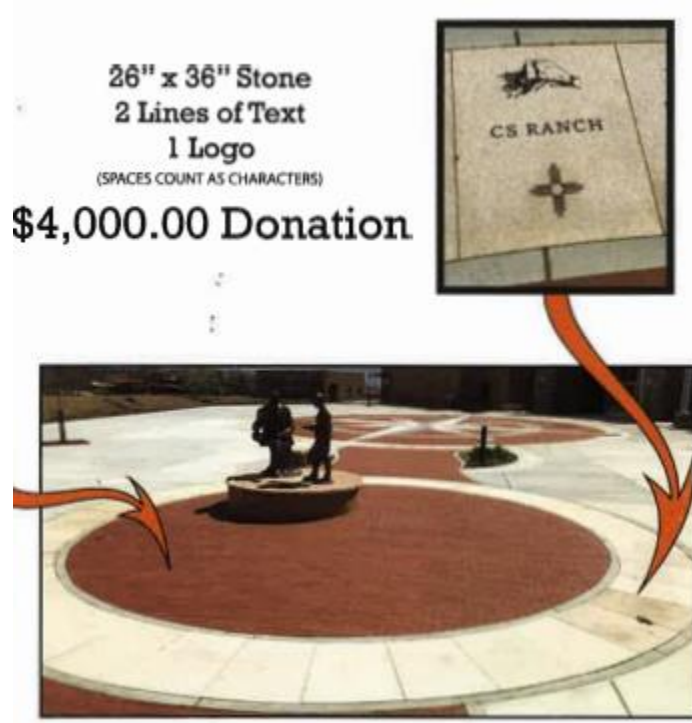 26" x 36" Stone
2 Lines of Text
1 Logo
(SPACES COUNT AS CHARACTERS)
$4,000.00 Donation
CS RANCH